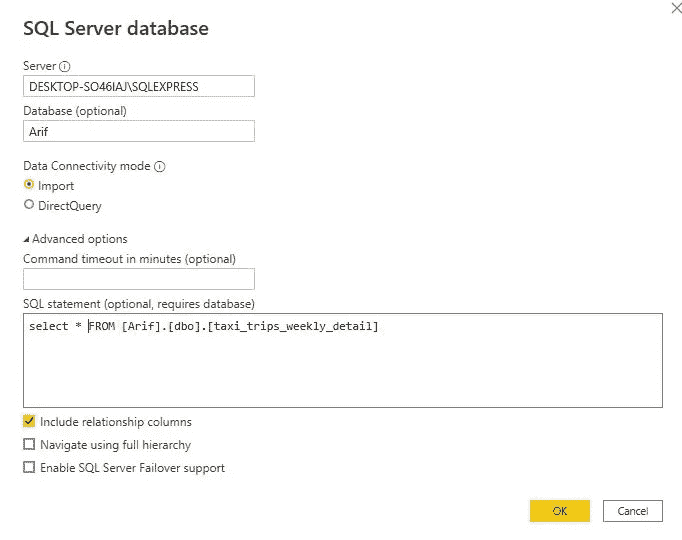 SQL Server database
Server
DESKTOP-SO46IAJ\SQLEXPRESS
Database (optional)
Arif
Data Connectivity mode
Import
DirectQuery
Advanced options
Command timeout in minutes (optional)
SQL statement (optional, requires database)
select * FROM [Arif].[dbo].[taxi_trips_weekly_detail]
Include relationship columns
Navigate using full hierarchy
Enable SQL Server Failover support
OK Cancel